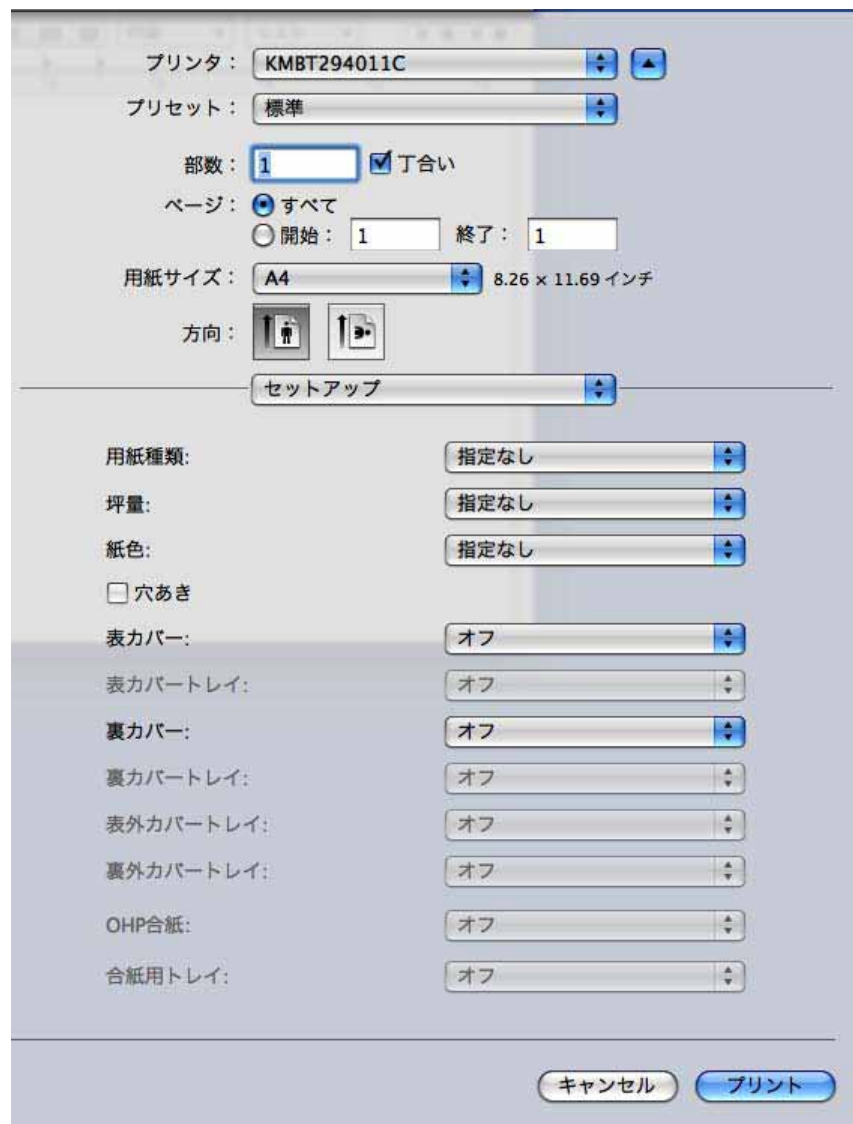 プリンタ： KMBT294011C
プリセット： 標準
部数： 1 丁合い
ページ： すべて
開始： 1 終了： 1
用紙サイズ： A4 8.26 × 11.69 インチ
方向：
セットアップ
用紙種類: 指定なし
坪量: 指定なし
紙色: 指定なし
穴あき
表カバー: オフ
表カバートレイ: オフ
裏カバー: オフ
裏カバートレイ: オフ
表外カバートレイ: オフ
裏外カバートレイ: オフ
OHP合紙: オフ
合紙用トレイ: オフ
キャンセル プリント